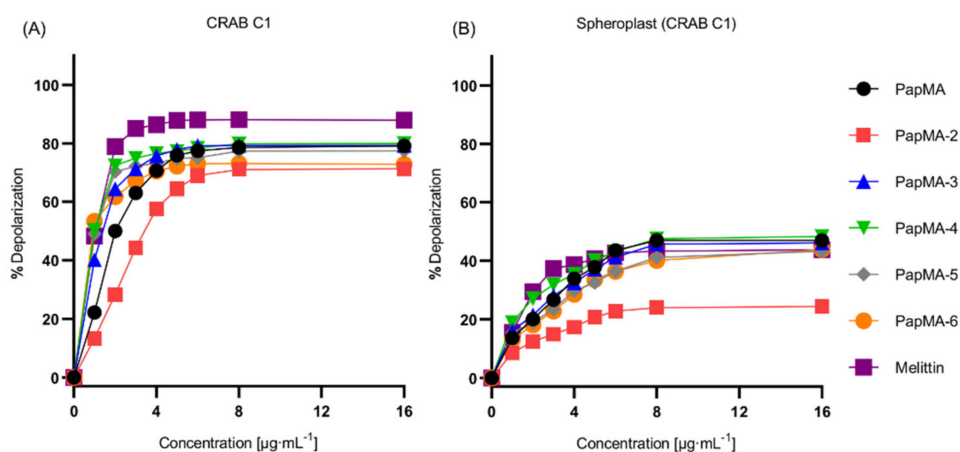 (A) CRAB C1
(B) Spheroplast (CRAB C1)
% Depolarization
100
80
60
40
20
0
0 4 8 12 16
Concentration [µg·mL⁻¹]
% Depolarization
100
80
60
40
20
0
0 4 8 12 16
Concentration [µg·mL⁻¹]
PapMA
PapMA-2
PapMA-3
PapMA-4
PapMA-5
PapMA-6
Melittin